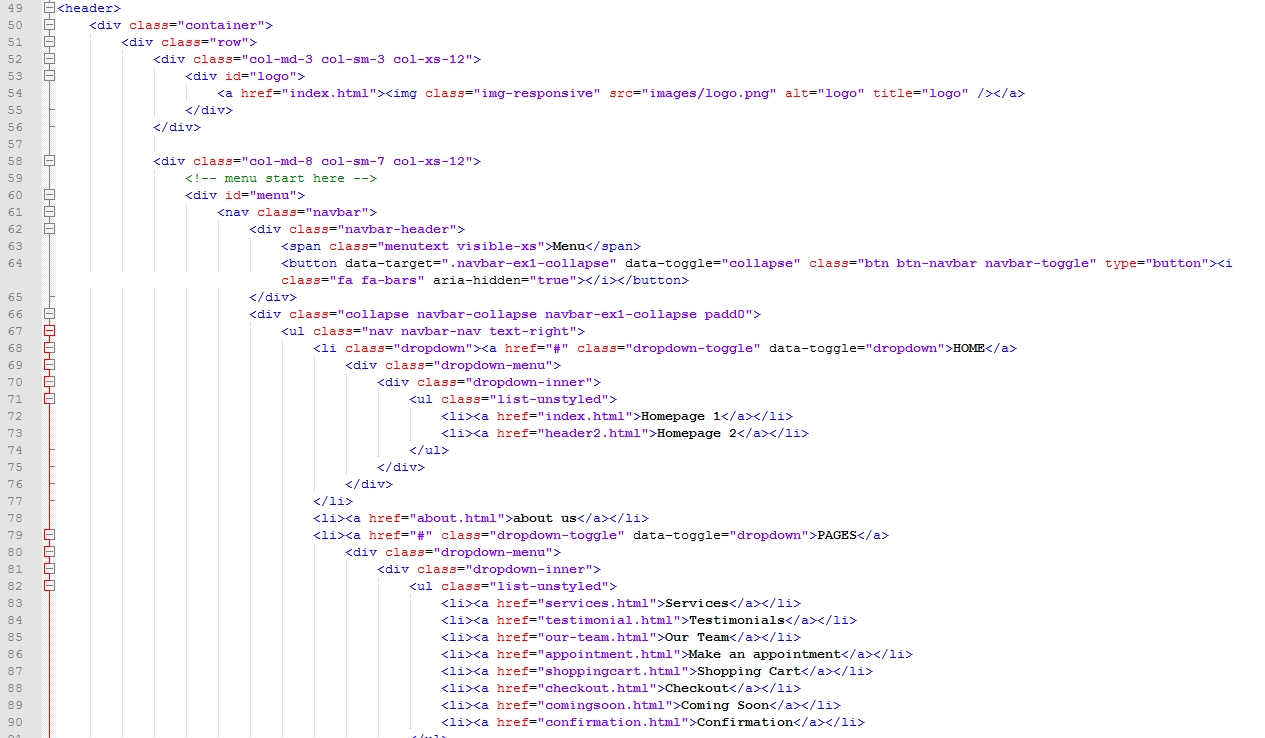 49 <header>
50 <div class="container">
51 <div class="row">
52 <div class="col-md-3 col-sm-3 col-xs-12">
53 <div id="logo">
54 <a href="index.html"><img class="img-responsive" src="images/logo.png" alt="logo" title="logo" /></a>
55 </div>
56 </div>
57
58 <div class="col-md-8 col-sm-7 col-xs-12">
59 <!-- menu start here -->
60 <div id="menu">
61 <nav class="navbar">
62 <div class="navbar-header">
63 <span class="menutext visible-xs">Menu</span>
64 <button data-target=".navbar-ex1-collapse" data-toggle="collapse" class="btn btn-navbar navbar-toggle" type="button"><i
class="fa fa-bars" aria-hidden="true"></i></button>
65 </div>
66 <div class="collapse navbar-collapse navbar-ex1-collapse padd0">
67 <ul class="nav navbar-nav text-right">
68 <li class="dropdown"><a href="#" class="dropdown-toggle" data-toggle="dropdown">HOME</a>
69 <div class="dropdown-menu">
70 <div class="dropdown-inner">
71 <ul class="list-unstyled">
72 <li><a href="index.html">Homepage 1</a></li>
73 <li><a href="header2.html">Homepage 2</a></li>
74 </ul>
75 </div>
76 </div>
77 </li>
78 <li><a href="about.html">about us</a></li>
79 <li><a href="#" class="dropdown-toggle" data-toggle="dropdown">PAGES</a>
80 <div class="dropdown-menu">
81 <div class="dropdown-inner">
82 <ul class="list-unstyled">
83 <li><a href="services.html">Services</a></li>
84 <li><a href="testimonial.html">Testimonials</a></li>
85 <li><a href="our-team.html">Our Team</a></li>
86 <li><a href="appointment.html">Make an appointment</a></li>
87 <li><a href="shoppingcart.html">Shopping Cart</a></li>
88 <li><a href="checkout.html">Checkout</a></li>
89 <li><a href="comingsoon.html">Coming Soon</a></li>
90 <li><a href="confirmation.html">Confirmation</a></li>